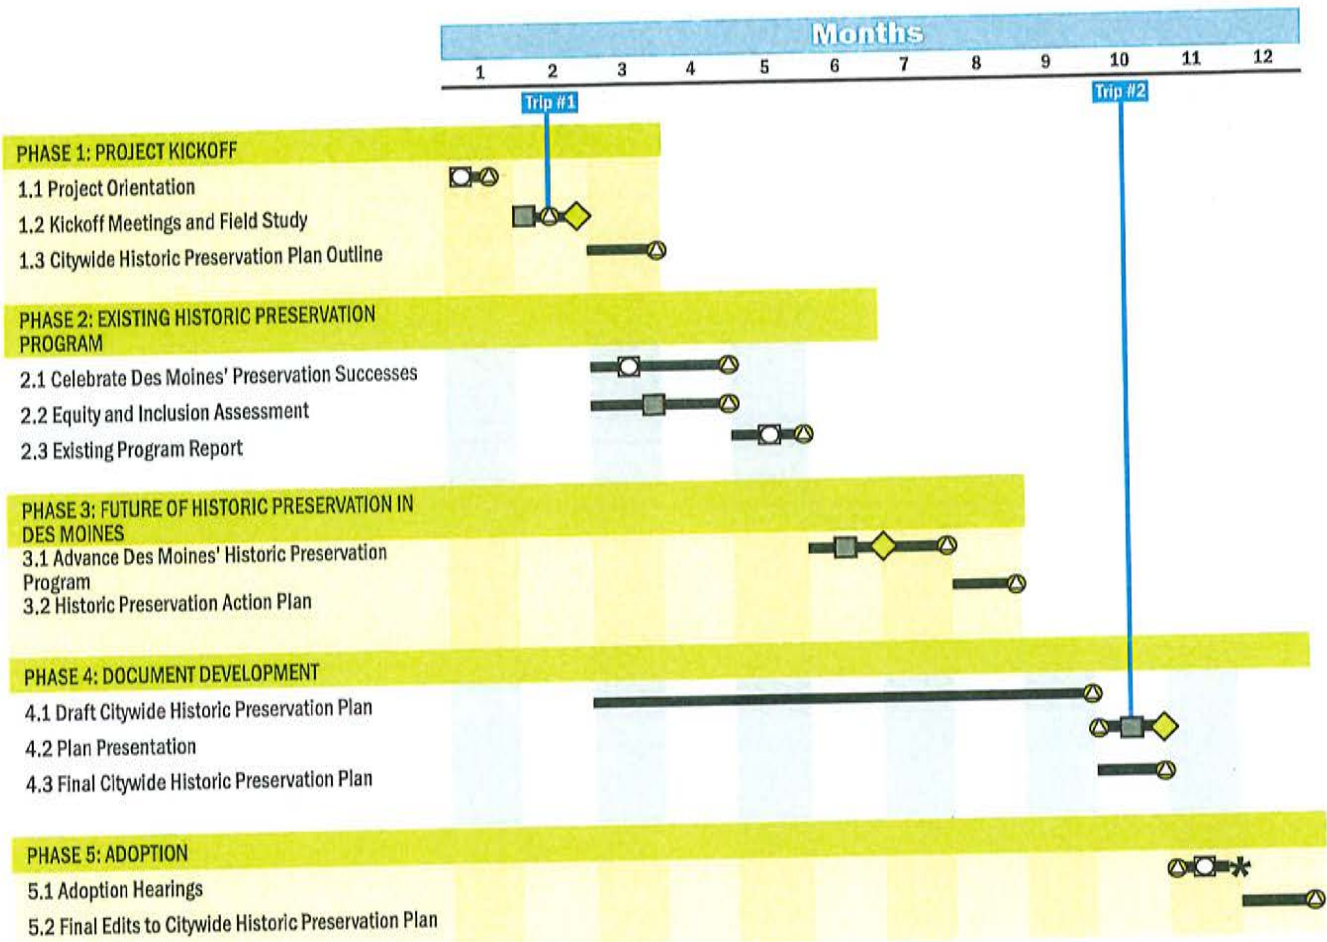 Months
1 2 3 4 5 6 7 8 9 10 11 12
Trip #1
Trip #2
PHASE 1: PROJECT KICKOFF
1.1 Project Orientation
1.2 Kickoff Meetings and Field Study
1.3 Citywide Historic Preservation Plan Outline
PHASE 2: EXISTING HISTORIC PRESERVATION
PROGRAM
2.1 Celebrate Des Moines' Preservation Successes
2.2 Equity and Inclusion Assessment
2.3 Existing Program Report
PHASE 3: FUTURE OF HISTORIC PRESERVATION IN
DES MOINES
3.1 Advance Des Moines' Historic Preservation
Program
3.2 Historic Preservation Action Plan
PHASE 4: DOCUMENT DEVELOPMENT
4.1 Draft Citywide Historic Preservation Plan
4.2 Plan Presentation
4.3 Final Citywide Historic Preservation Plan
PHASE 5: ADOPTION
5.1 Adoption Hearings
5.2 Final Edits to Citywide Historic Preservation Plan